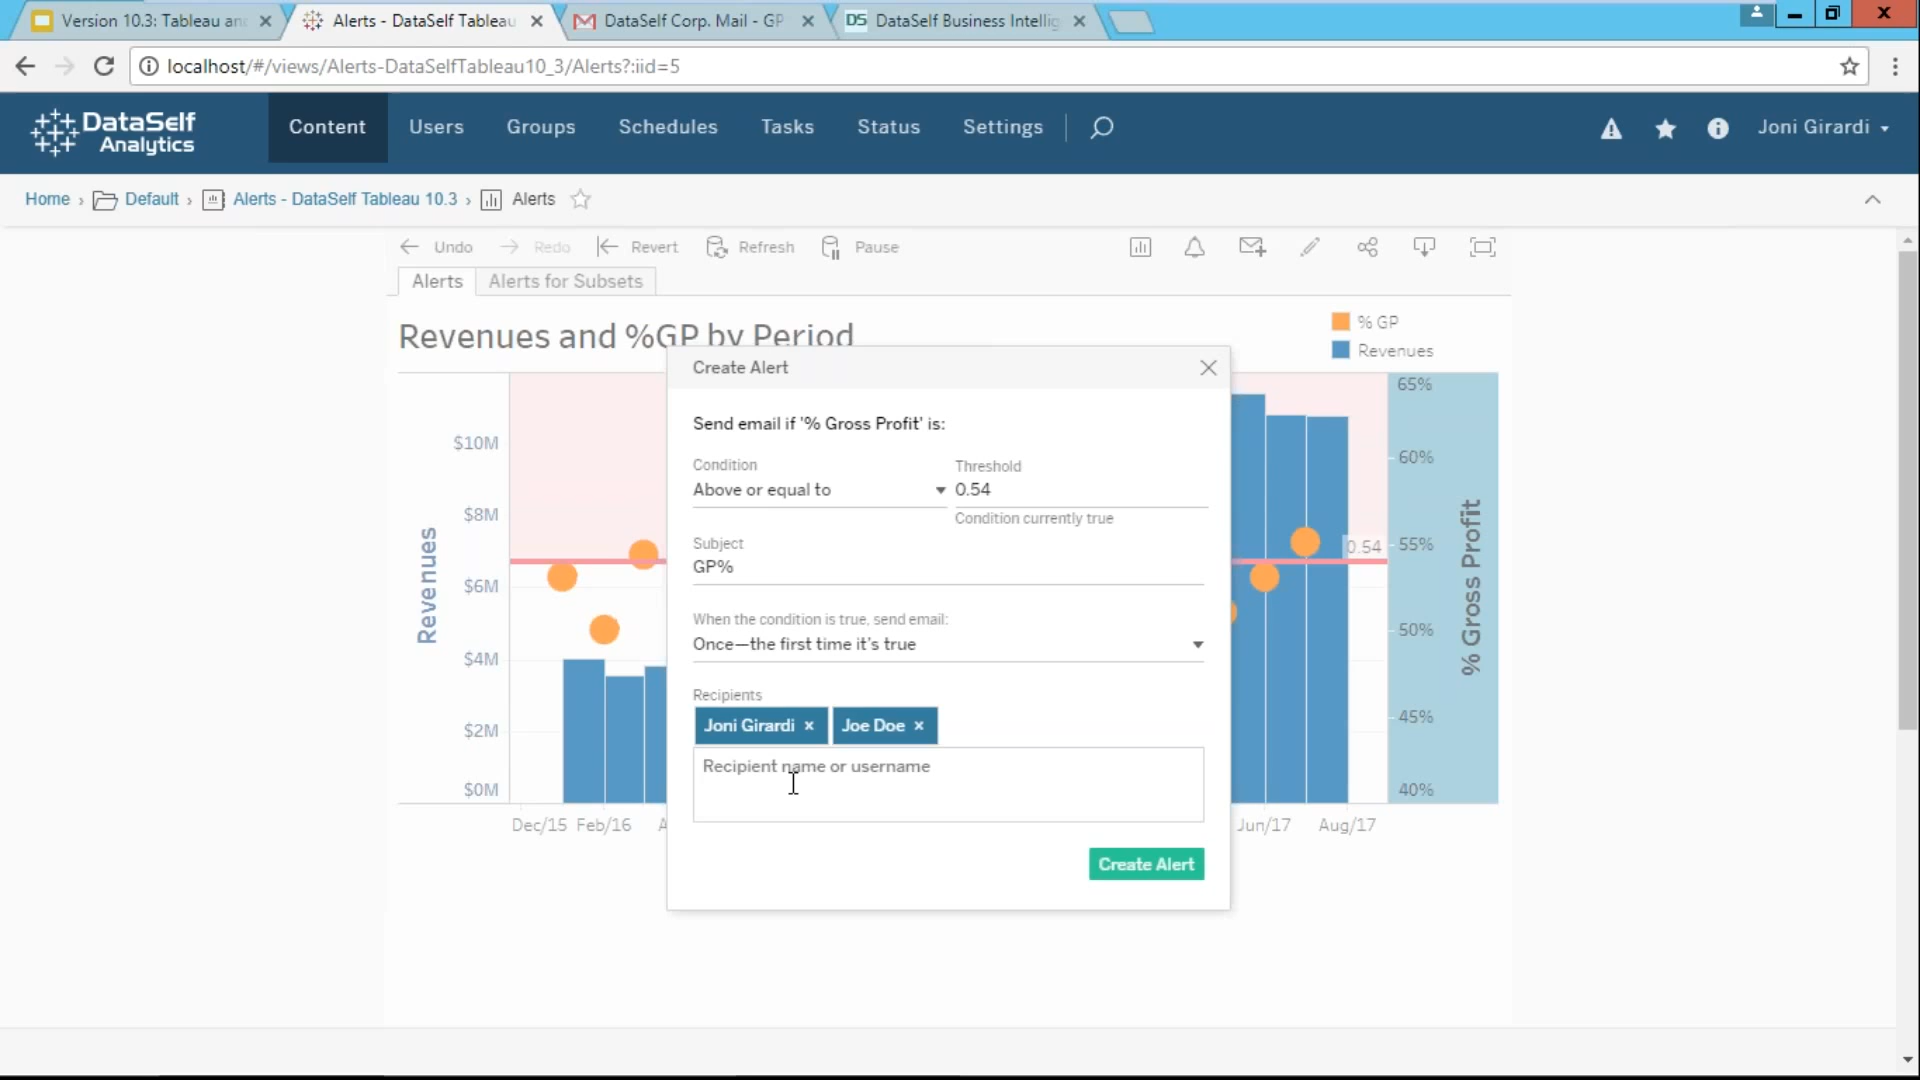 Version 10.3: Tableau an
Alerts - DataSelf Tableau
DataSelf Corp. Mail - GP
DS DataSelf Business Intellig
localhost/#/views/Alerts-DataSelfTableau10_3/Alerts?:iid=5
DataSelf
Analytics
Content Users Groups Schedules Tasks Status Settings
Joni Girardi
Home › Default › Alerts - DataSelf Tableau 10.3 › Alerts
Undo Redo Revert Refresh Pause
Alerts Alerts for Subsets
Revenues and %GP by Period
% GP
Revenues
Create Alert
Send email if '% Gross Profit' is:
Condition
Above or equal to
Threshold
0.54
Condition currently true
Subject
GP%
When the condition is true, send email:
Once—the first time it's true
Recipients
Joni Girardi × Joe Doe ×
Recipient name or username
Create Alert
Revenues
$10M
$8M
$6M
$4M
$2M
$0M
Dec/15 Feb/16 A
Jun/17 Aug/17
0.54
65%
60%
55%
50%
45%
40%
% Gross Profit